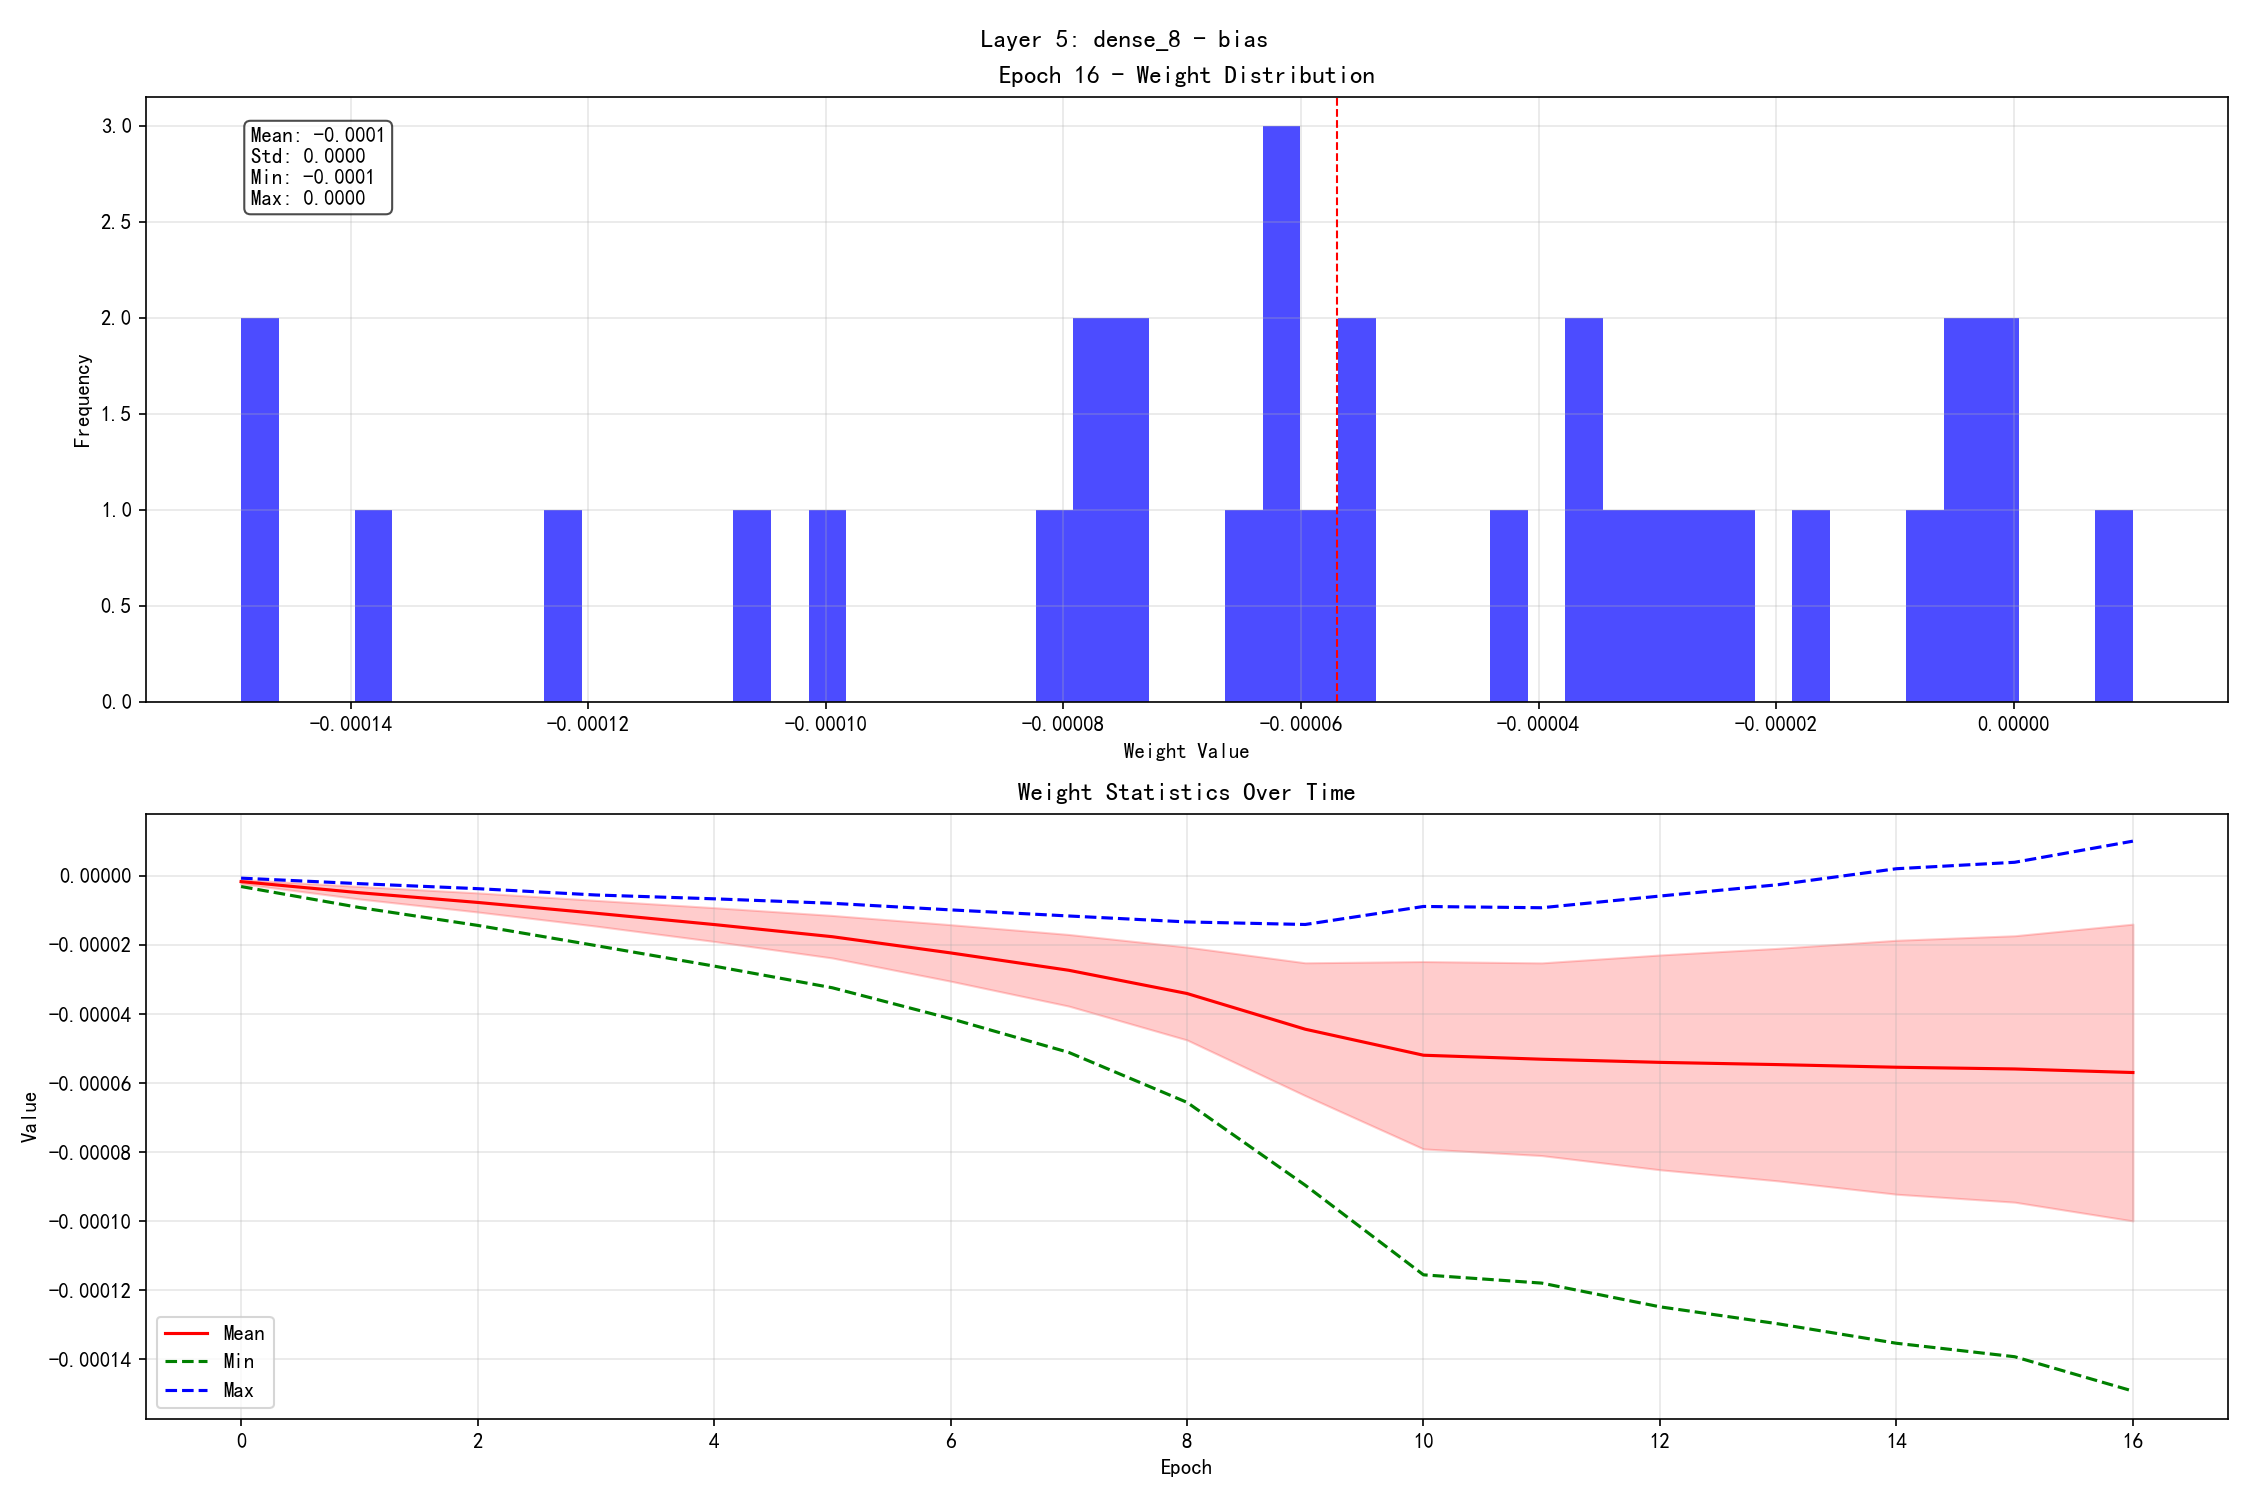 Layer 5: dense_8 - bias
Epoch 16 - Weight Distribution
Mean: -0.0001
Std: 0.0000
Min: -0.0001
Max: 0.0000
3.0
2.5
2.0
1.5
1.0
0.5
0.0
Frequency
-0.00014 -0.00012 -0.00010 -0.00008 -0.00006 -0.00004 -0.00002 0.00000
Weight Value
Weight Statistics Over Time
0.00000
-0.00002
-0.00004
-0.00006
-0.00008
-0.00010
-0.00012
-0.00014
Value
Mean
Min
Max
0 2 4 6 8 10 12 14 16
Epoch